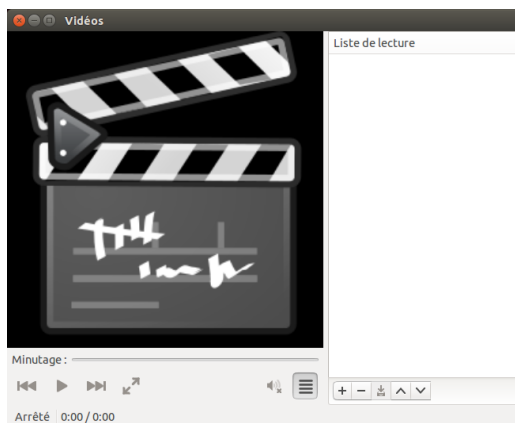 Vidéos
Liste de lecture
Minutage :
Arrêté 0:00 / 0:00